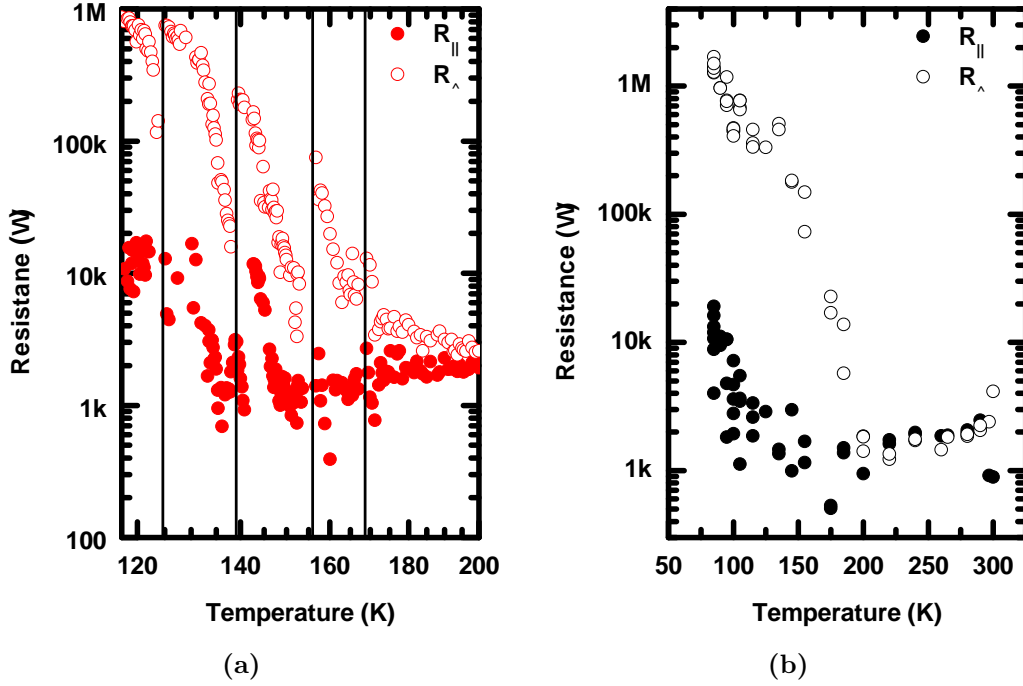 1M
100k
10k
1k
100
Resistane (W)
120
140
160
180
200
Temperature (K)
R||
R^
(a)
1M
100k
10k
1k
Resistance (W)
50
100
150
200
250
300
Temperature (K)
R||
R^
(b)